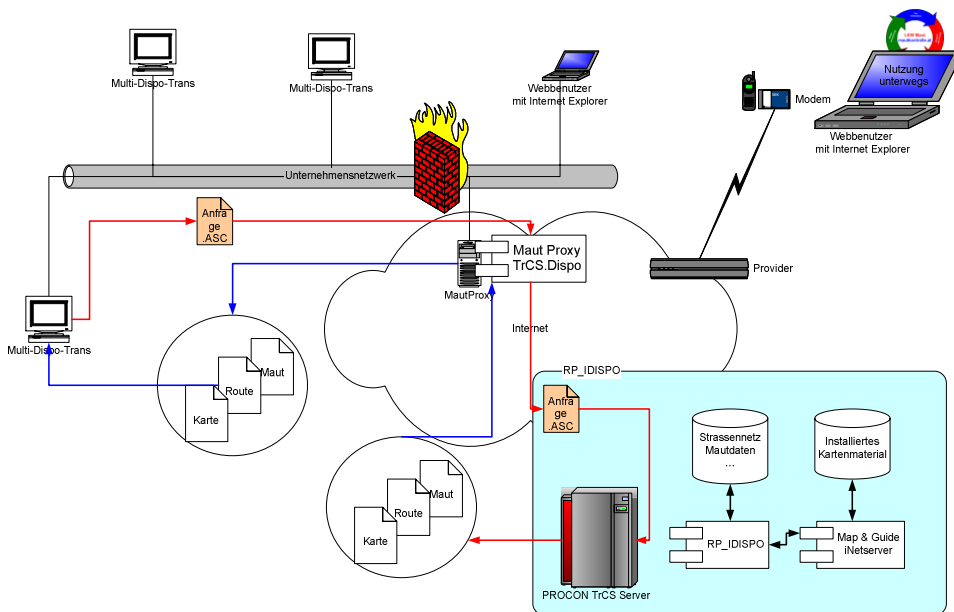 Multi-Dispo-Trans
Multi-Dispo-Trans
Webbenutzer
mit Internet Explorer
Modem
Nutzung
unterwegs
Webbenutzer
mit Internet Explorer
Unternehmensnetzwerk
Anfra
ge
.ASC
Maut Proxy
TrCS.Dispo
MautProxy
Provider
Internet
Multi-Dispo-Trans
Maut
Route
Karte
RP_IDISPO
Anfra
ge
.ASC
Strassennetz
Mautdaten
...
Installiertes
Kartenmaterial
Maut
Route
Karte
RP_IDISPO
Map & Guide
iNetserver
PROCON TrCS Server